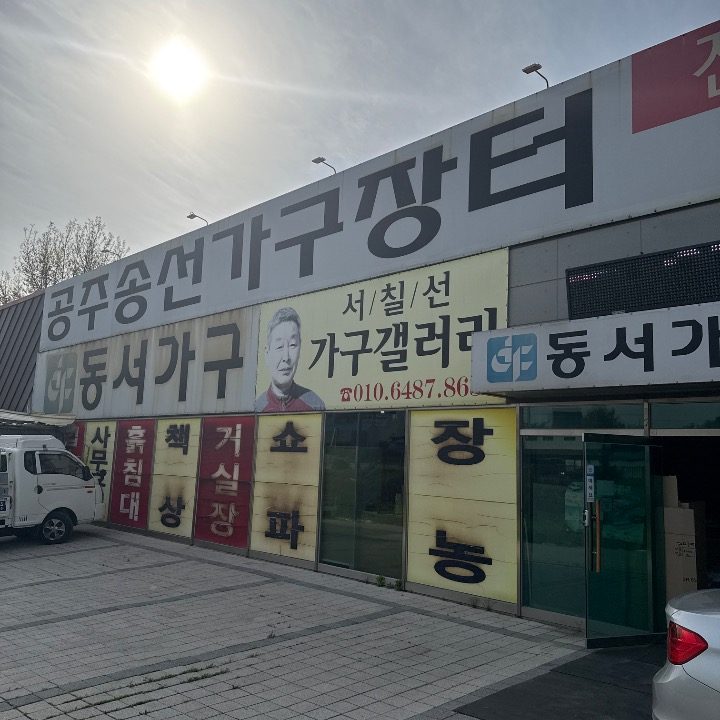 공주송선가구장터
동서가구
서/칠/선
가구갤러리
☎010.6487.86
동서가
사무
흙침대
책상
거실장
쇼파
장농